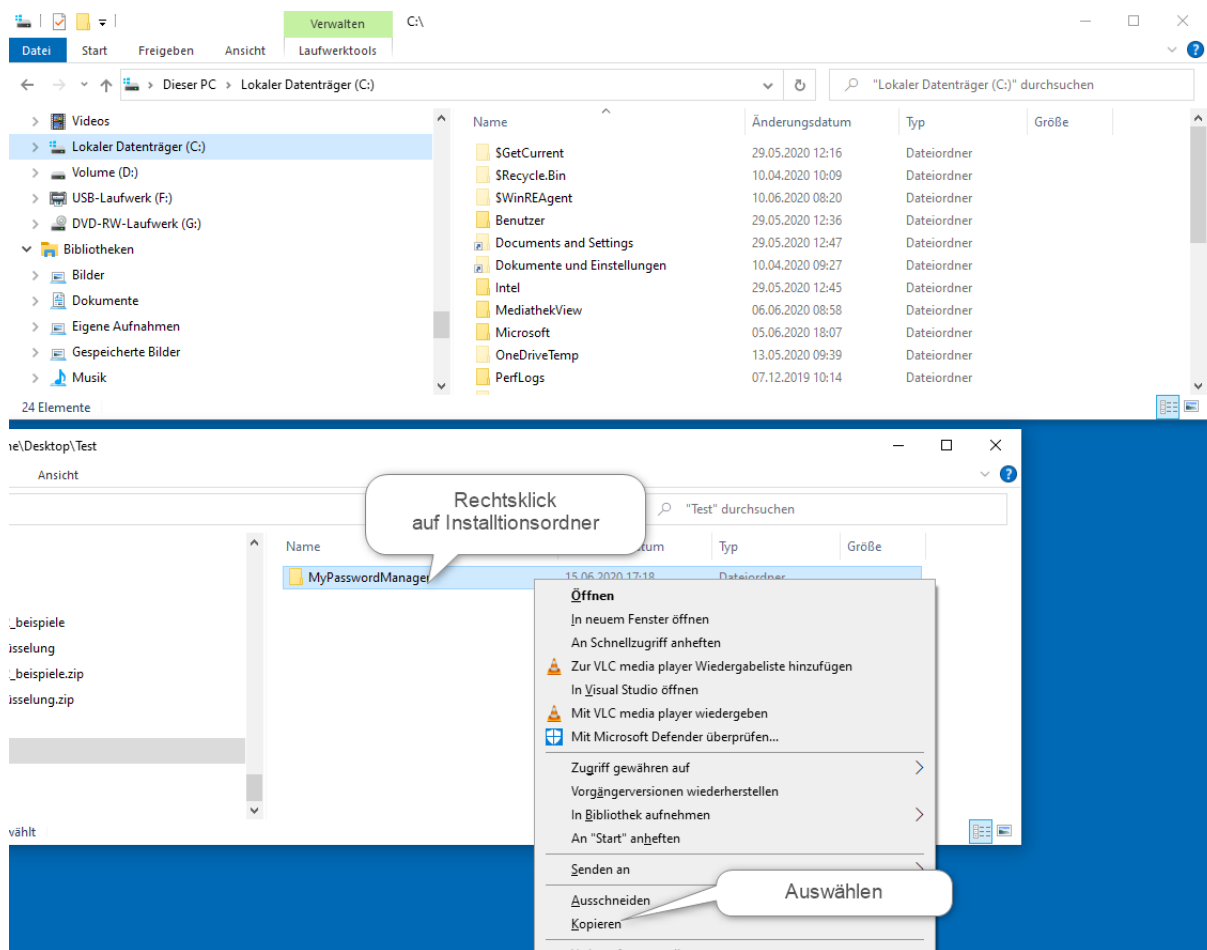 Verwalten C:\
Datei Start Freigeben Ansicht Laufwerktools
Dieser PC Lokaler Datenträger (C:) "Lokaler Datenträger (C:)" durchsuchen
Videos
Lokaler Datenträger (C:)
Volume (D:)
USB-Laufwerk (F:)
DVD-RW-Laufwerk (G:)
Bibliotheken
Bilder
Dokumente
Eigene Aufnahmen
Gespeicherte Bilder
Musik
Name Änderungsdatum Typ Größe
$GetCurrent 29.05.2020 12:16 Dateiordner
$Recycle.Bin 10.04.2020 10:09 Dateiordner
$WinREAgent 10.06.2020 08:20 Dateiordner
Benutzer 29.05.2020 12:36 Dateiordner
Documents and Settings 29.05.2020 12:47 Dateiordner
Dokumente und Einstellungen 10.04.2020 09:27 Dateiordner
Intel 29.05.2020 12:45 Dateiordner
MediathekView 06.06.2020 08:58 Dateiordner
Microsoft 05.06.2020 18:07 Dateiordner
OneDriveTemp 13.05.2020 09:39 Dateiordner
PerfLogs 07.12.2019 10:14 Dateiordner
24 Elemente
ne\Desktop\Test
Ansicht
Rechtsklick
auf Installtionsordner
"Test" durchsuchen
Name tum Typ Größe
MyPasswordManager 15.06.2020 17:18 Dateiordner
_beispiele
üsselung
_beispiele.zip
üsselung.zip
wählt
Öffnen
In neuem Fenster öffnen
An Schnellzugriff anheften
Zur VLC media player Wiedergabeliste hinzufügen
In Visual Studio öffnen
Mit VLC media player wiedergeben
Mit Microsoft Defender überprüfen...
Zugriff gewähren auf
Vorgängerversionen wiederherstellen
In Bibliothek aufnehmen
An "Start" anheften
Senden an
Ausschneiden
Auswählen
Kopieren